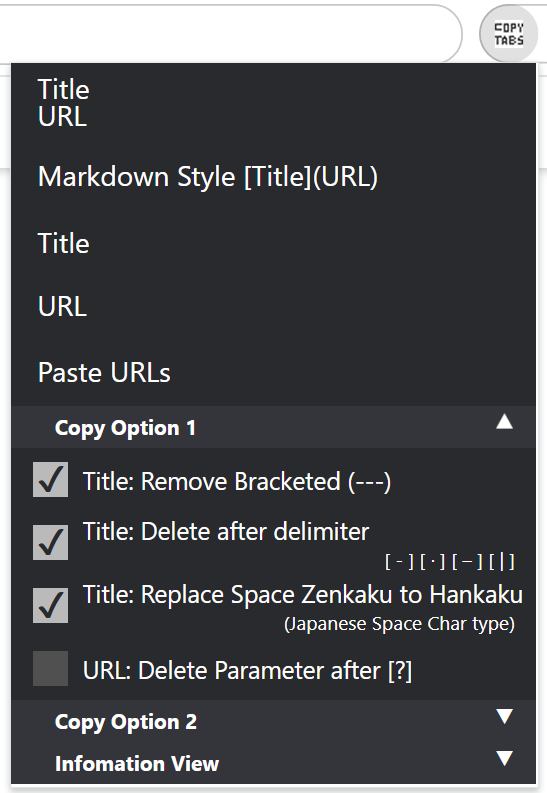 COPY
TABS
Title
URL
Markdown Style [Title](URL)
Title
URL
Paste URLs
Copy Option 1 ▲
Title: Remove Bracketed (---)
Title: Delete after delimiter
[ - ] [ · ] [ – ] [ | ]
Title: Replace Space Zenkaku to Hankaku
(Japanese Space Char type)
URL: Delete Parameter after [?]
Copy Option 2 ▼
Infomation View ▼